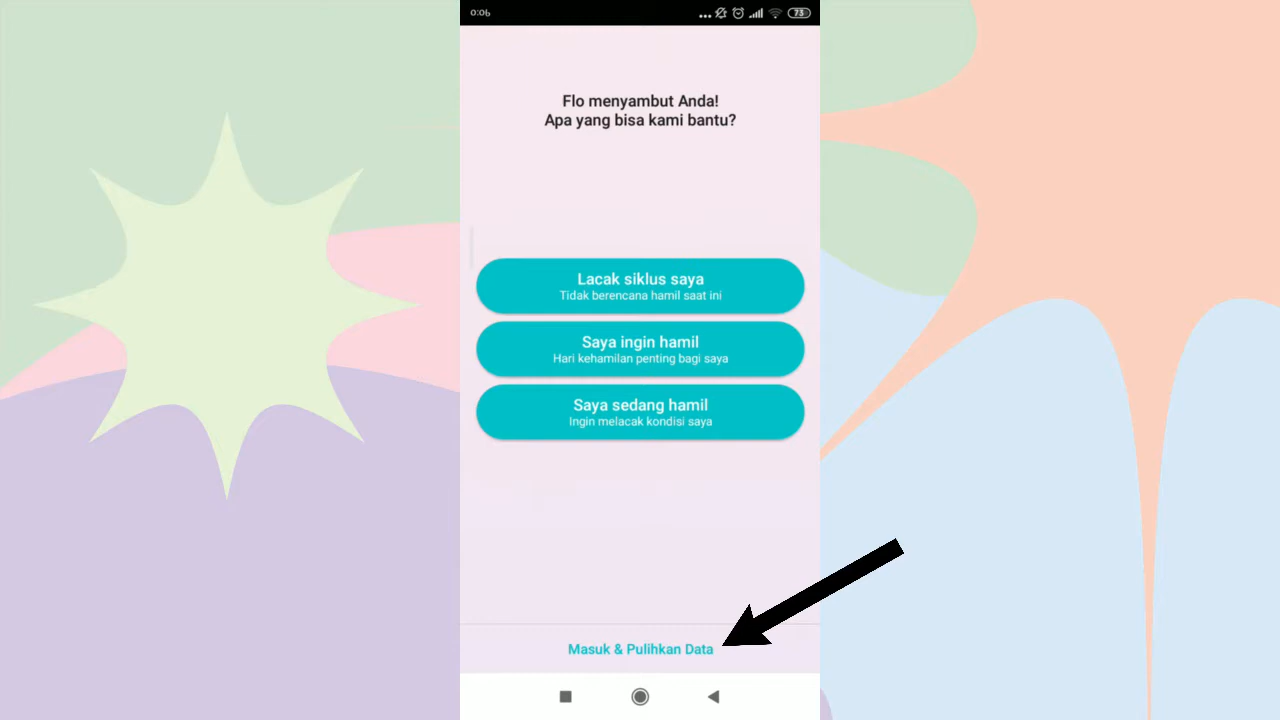 0:06
73
Flo menyambut Anda!
Apa yang bisa kami bantu?
Lacak siklus saya
Tidak berencana hamil saat ini
Saya ingin hamil
Hari kehamilan penting bagi saya
Saya sedang hamil
Ingin melacak kondisi saya
Masuk & Pulihkan Data